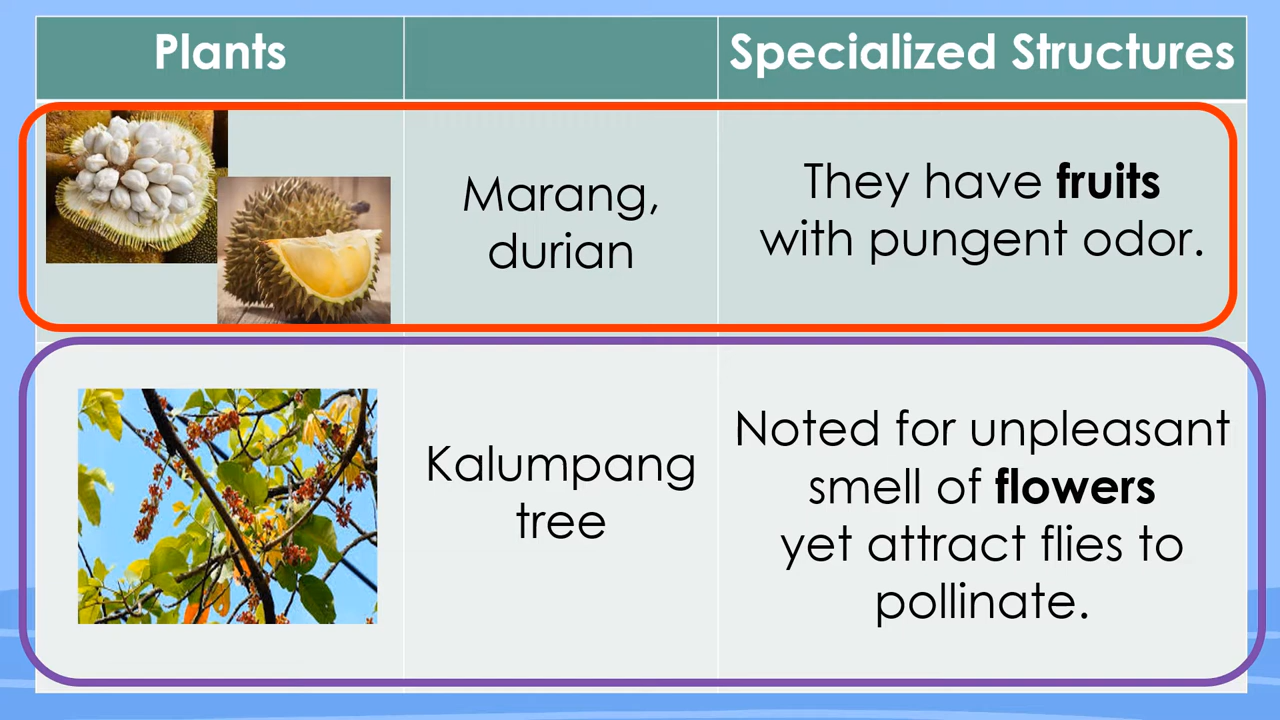 Plants
Specialized Structures
Marang,
durian
They have fruits
with pungent odor.
Kalumpang
tree
Noted for unpleasant
smell of flowers
yet attract flies to
pollinate.